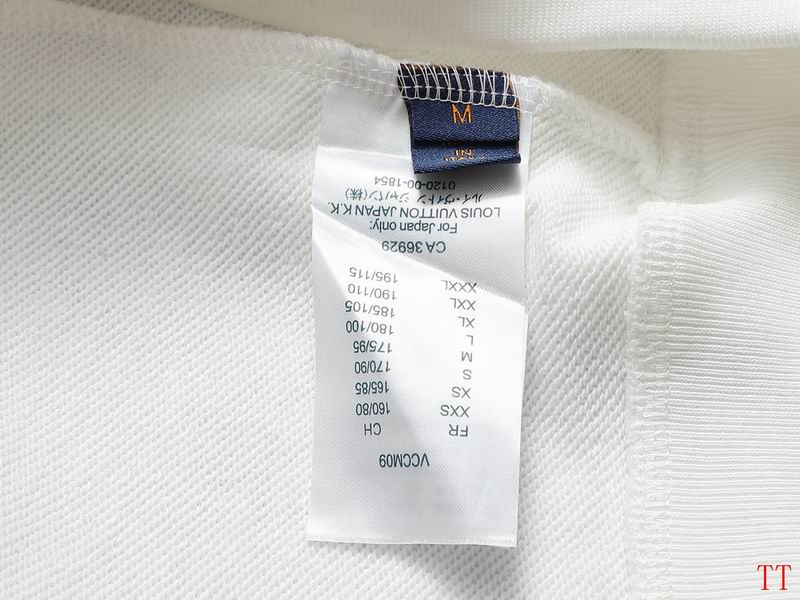 M
VCCM09
FR CH
XXS 160/80
XS 165/85
S 170/90
M 175/95
L 180/100
XL 185/105
XXL 190/110
XXXL 195/115
CA 36929
For Japan only:
LOUIS VUITTON JAPAN K.K.
ルイ・ヴィトン ジャパン(株)
0120-00-1854
TT